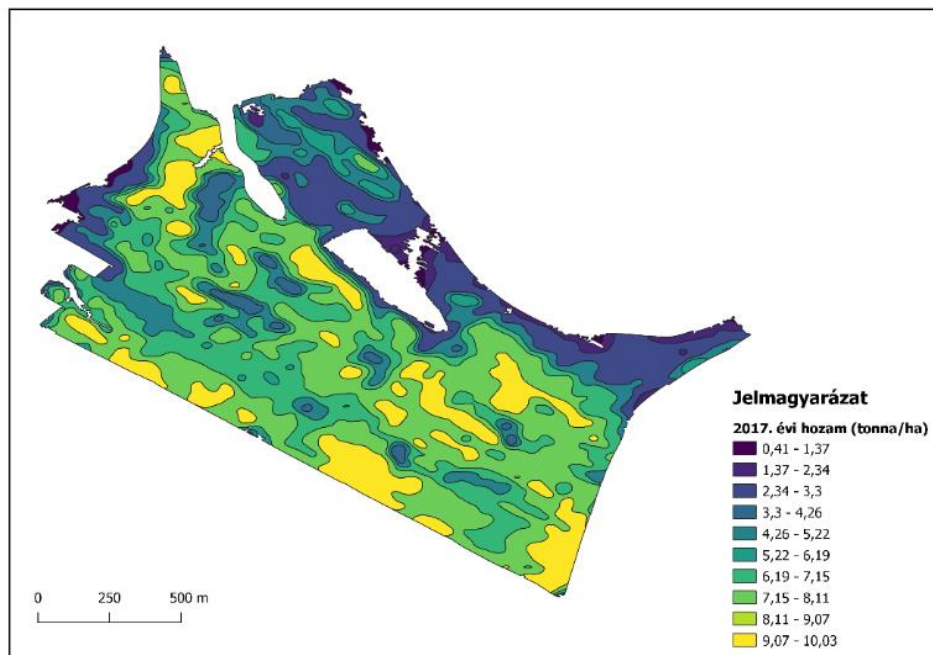 Jelmagyarázat
2017. évi hozam (tonna/ha)
0,41 - 1,37
1,37 - 2,34
2,34 - 3,3
3,3 - 4,26
4,26 - 5,22
5,22 - 6,19
6,19 - 7,15
7,15 - 8,11
8,11 - 9,07
9,07 - 10,03
0 250 500 m